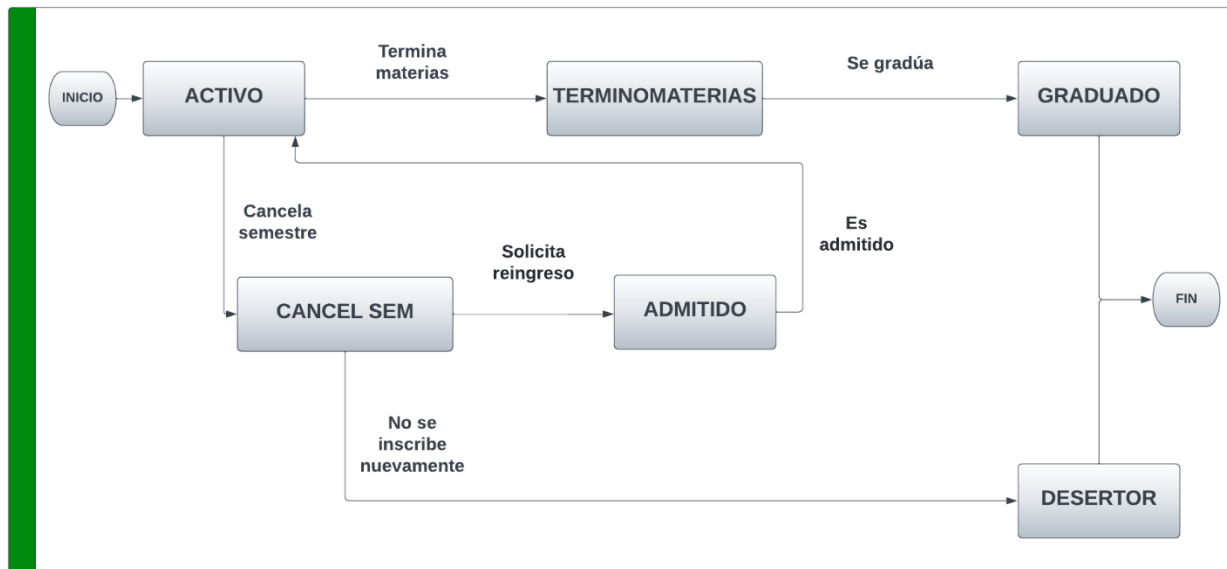 Termina
materias
Se gradúa
INICIO
ACTIVO
TERMINOMATERIAS
GRADUADO
Cancela
semestre
Es
admitido
Solicita
reingreso
CANCEL SEM
ADMITIDO
FIN
No se
inscribe
nuevamente
DESERTOR